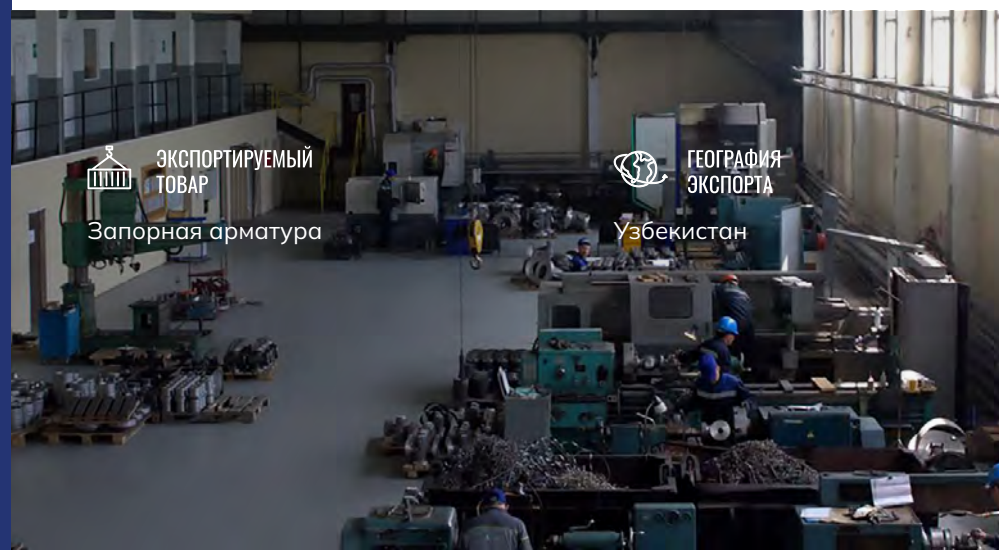 ЭКСПОРТИРУЕМЫЙ
ТОВАР
Запорная арматура
ГЕОГРАФИЯ
ЭКСПОРТА
Узбекистан